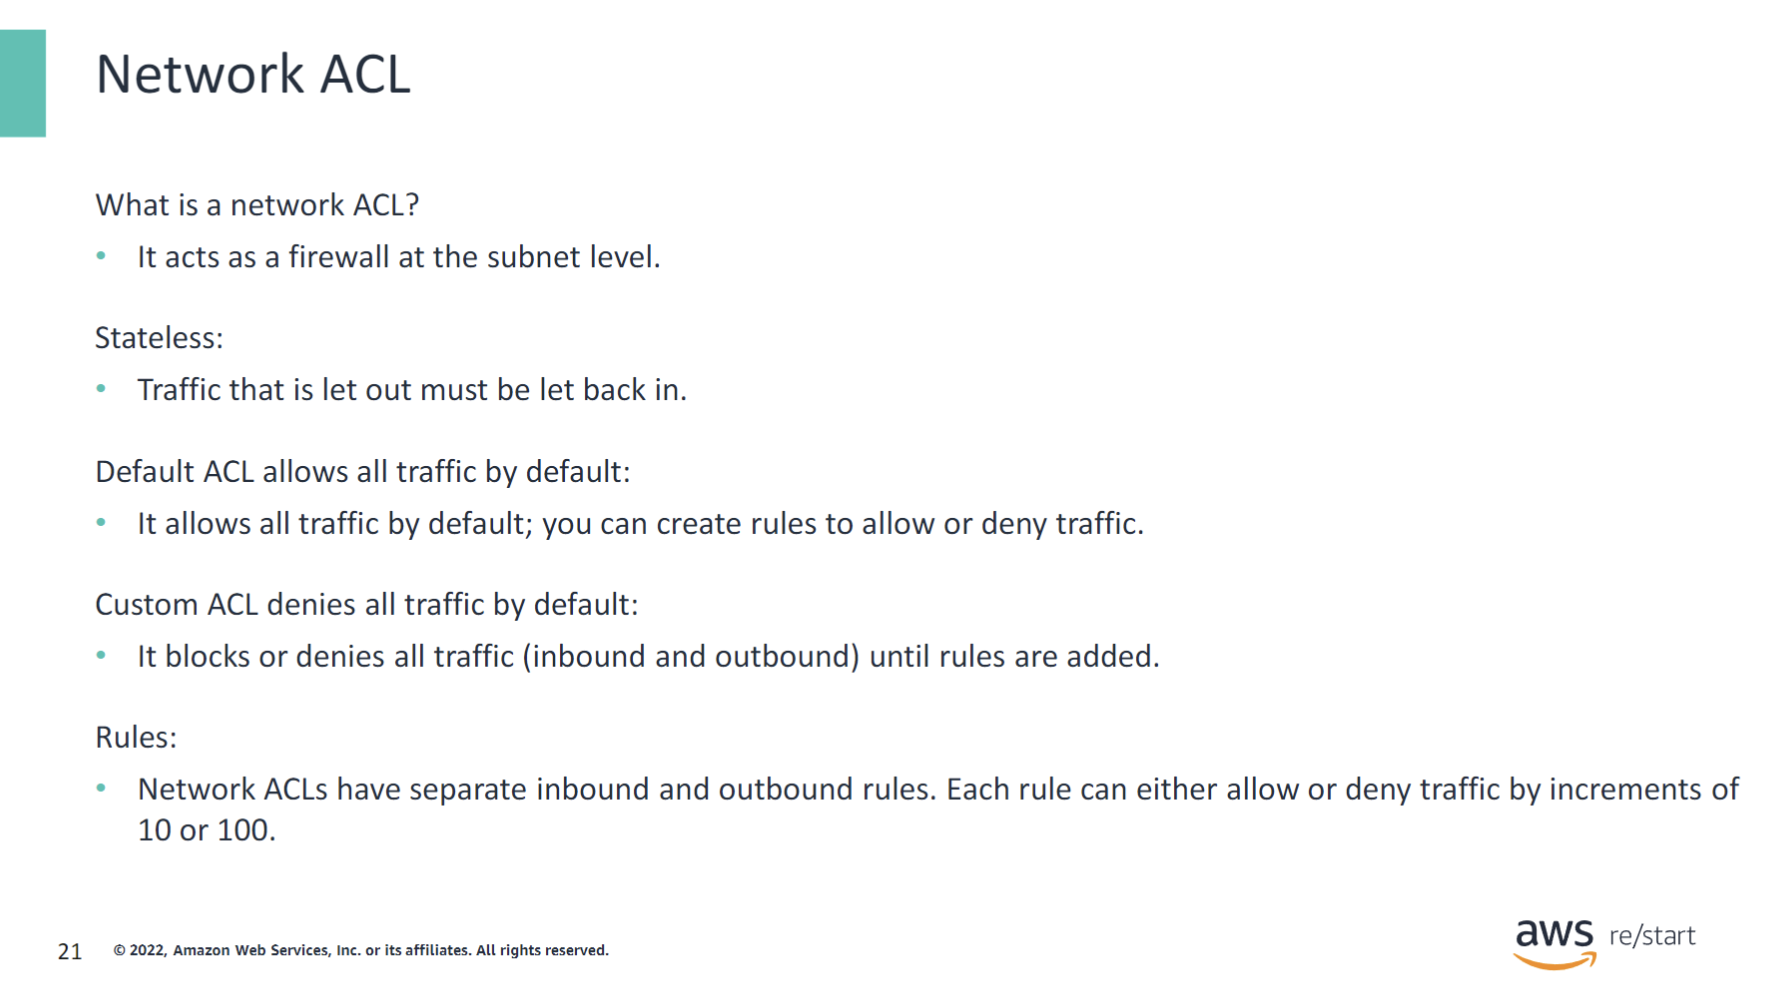 Network ACL
What is a network ACL?
• It acts as a firewall at the subnet level.
Stateless:
• Traffic that is let out must be let back in.
Default ACL allows all traffic by default:
• It allows all traffic by default; you can create rules to allow or deny traffic.
Custom ACL denies all traffic by default:
• It blocks or denies all traffic (inbound and outbound) until rules are added.
Rules:
• Network ACLs have separate inbound and outbound rules. Each rule can either allow or deny traffic by increments of
10 or 100.
21 © 2022, Amazon Web Services, Inc. or its affiliates. All rights reserved.
aws re/start